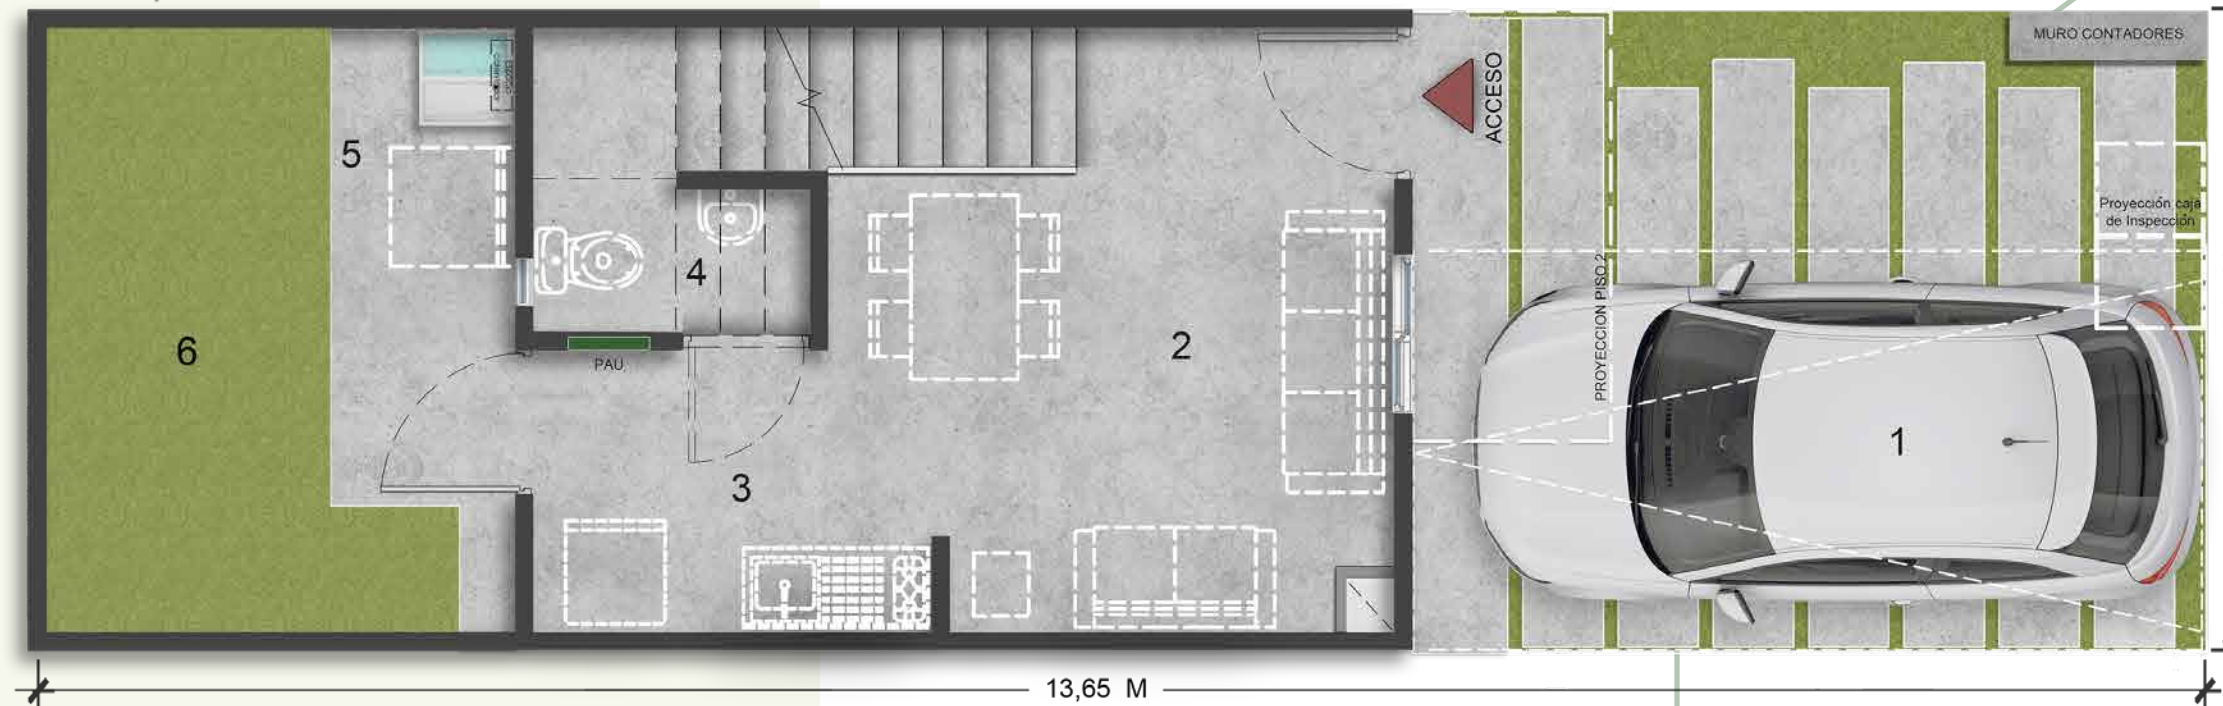 MURO CONTADORES
ACCESO
5
Proyección caja
de Inspección
4
PROYECCION PISO 2
6
2
PAU
1
3
13,65 M